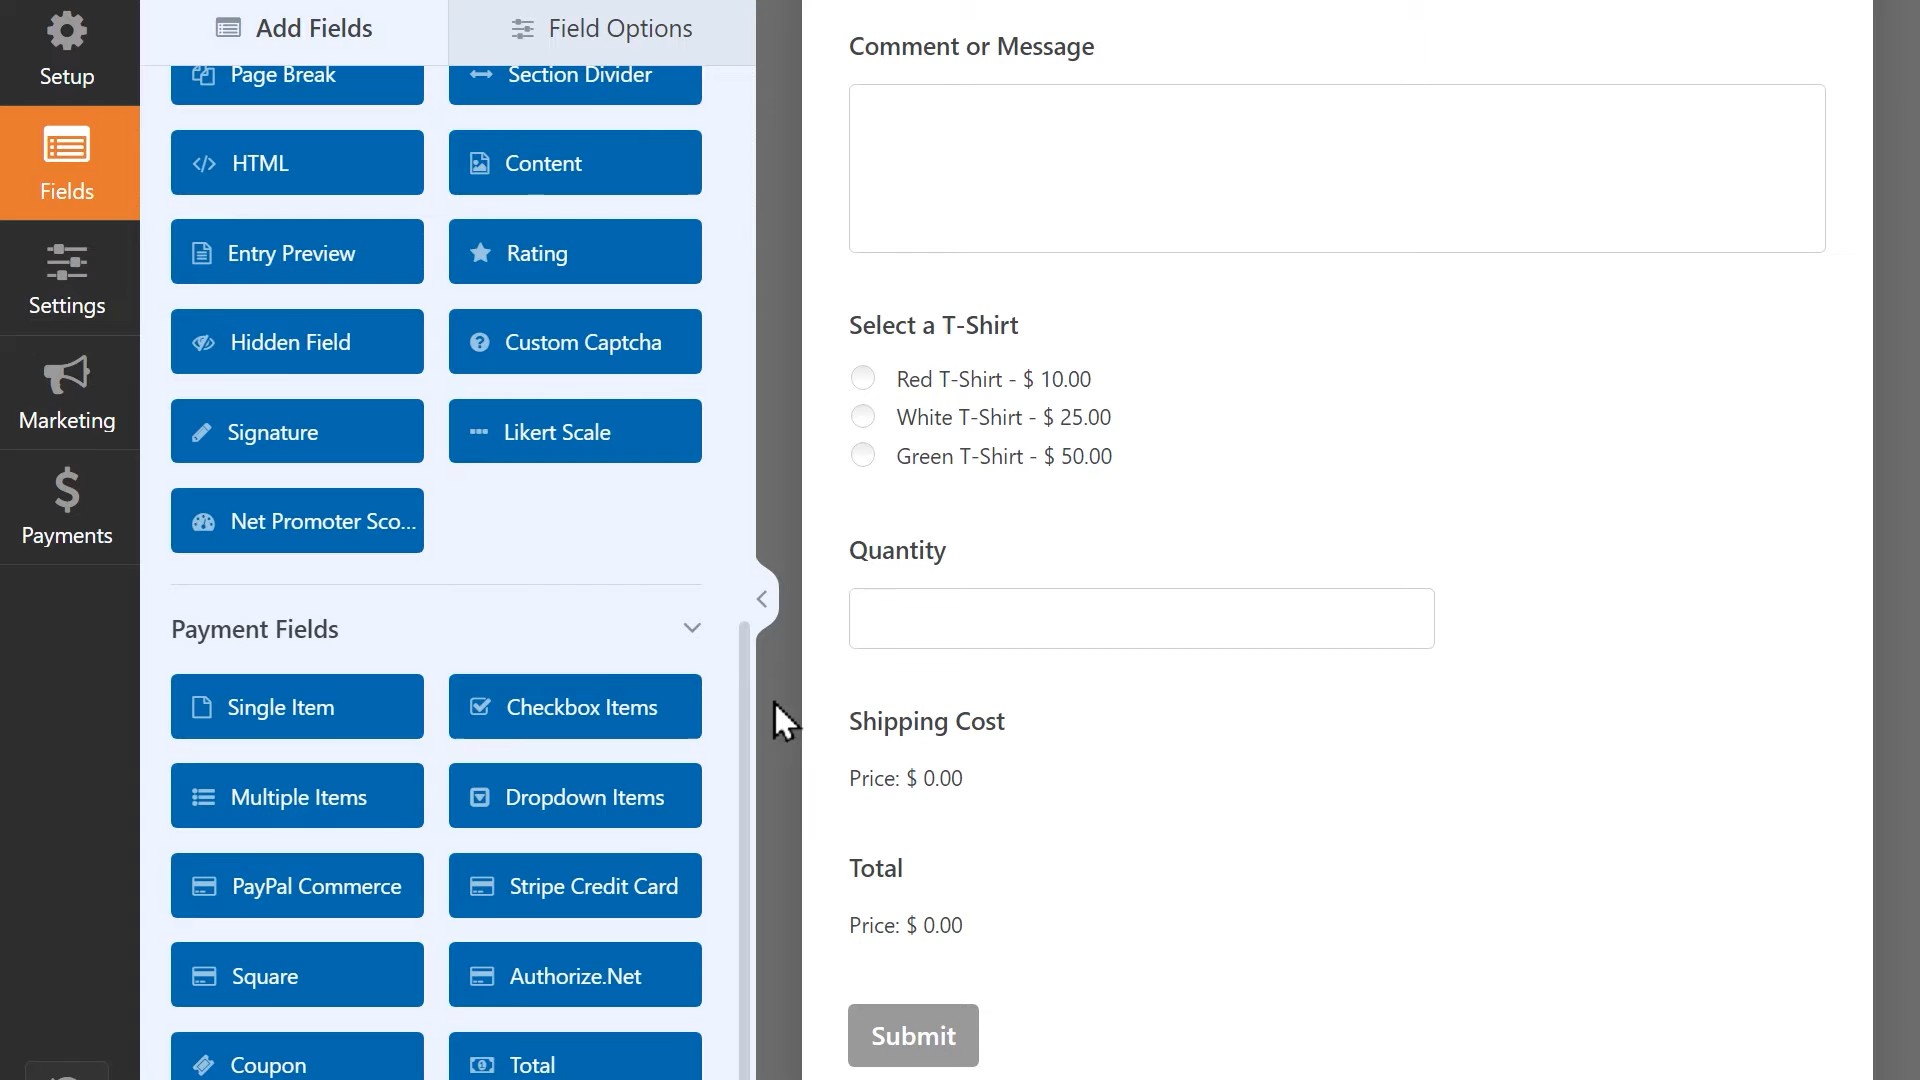 Setup
Fields
Settings
Marketing
Payments
Add Fields
Field Options
Page Break
Section Divider
HTML
Content
Entry Preview
Rating
Hidden Field
Custom Captcha
Signature
Likert Scale
Net Promoter Sco...
Payment Fields
Single Item
Checkbox Items
Multiple Items
Dropdown Items
PayPal Commerce
Stripe Credit Card
Square
Authorize.Net
Coupon
Total
Comment or Message
Select a T-Shirt
Red T-Shirt - $ 10.00
White T-Shirt - $ 25.00
Green T-Shirt - $ 50.00
Quantity
Shipping Cost
Price: $ 0.00
Total
Price: $ 0.00
Submit